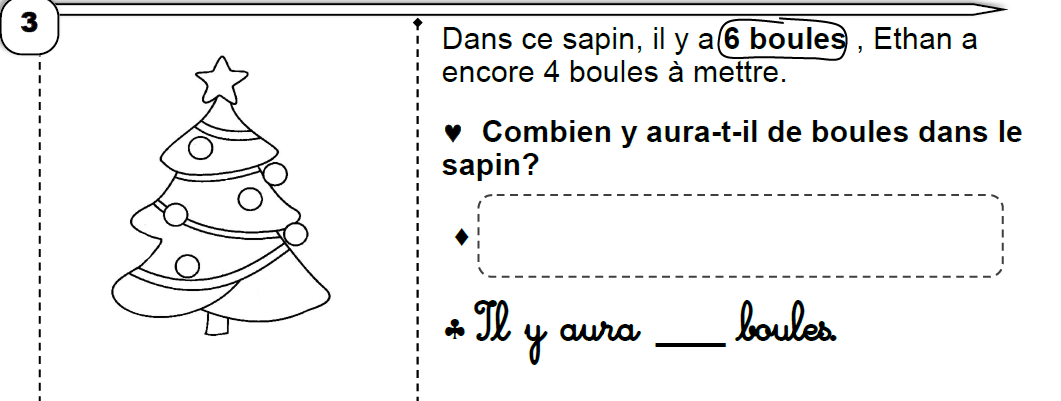 3
Dans ce sapin, il y a 6 boules , Ethan a
encore 4 boules à mettre.
♥ Combien y aura-t-il de boules dans le
sapin?
♦
♣ Il y aura ____ boules.